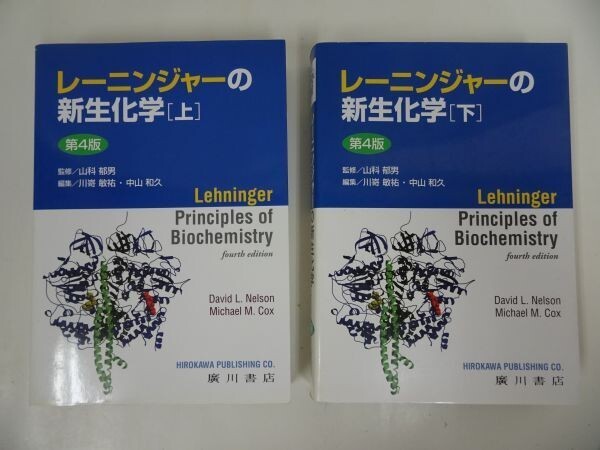 レーニンジャーの
新生化学[上]
第4版
監修/山科 郁男
編集/川嵜 敏祐・中山 和久
Lehninger
Principles of
Biochemistry
fourth edition
David L. Nelson
Michael M. Cox
HIROKAWA PUBLISHING CO.
廣川書店
レーニンジャーの
新生化学[下]
第4版
監修/山科 郁男
編集/川嵜 敏祐・中山 和久
Lehninger
Principles of
Biochemistry
fourth edition
David L. Nelson
Michael M. Cox
HIROKAWA PUBLISHING CO.
廣川書店